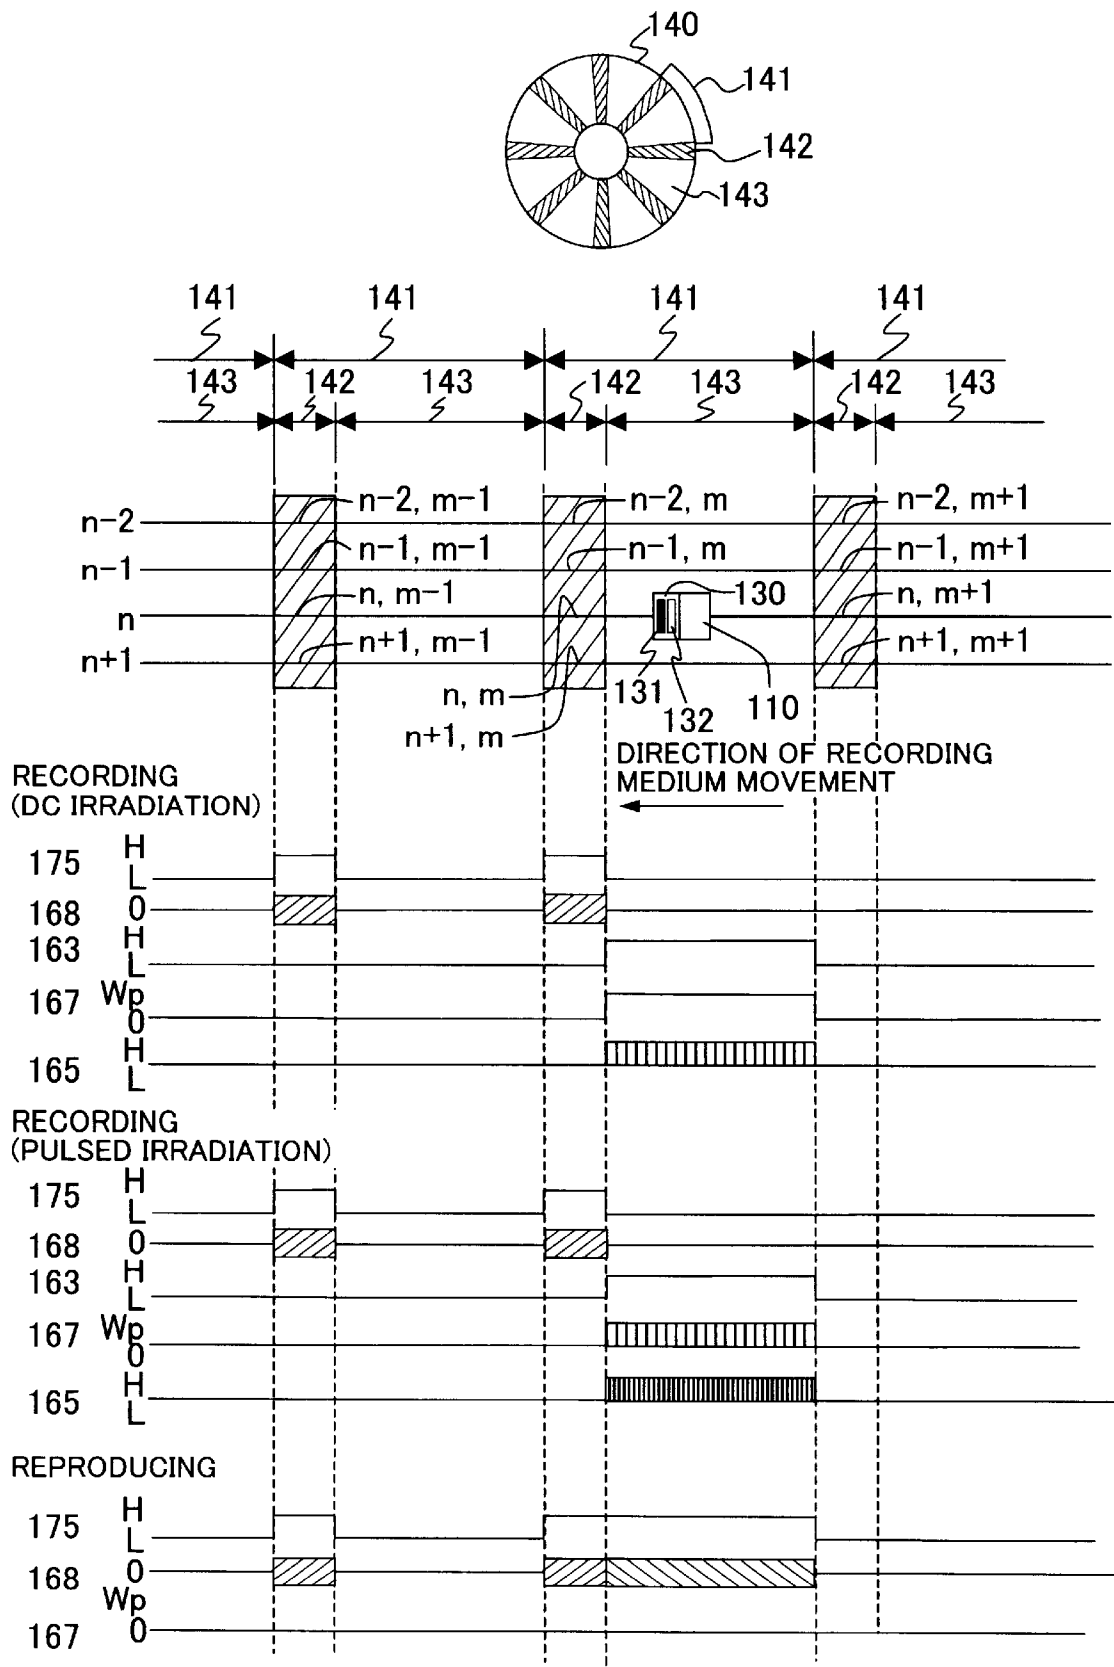 140
141
142
143
141 141 141 141
143 142 143 142 143 142 143
n-2 n-2, m-1 n-2, m n-2, m+1
n-1 n-1, m-1 n-1, m n-1, m+1
n n, m-1 130 n, m+1
n+1 n+1, m-1 n+1, m+1
n, m 131 132 110
n+1, m
DIRECTION OF RECORDING
MEDIUM MOVEMENT
RECORDING
(DC IRRADIATION)
175 H L
168 0
163 H L
167 Wp 0
165 H L
RECORDING
(PULSED IRRADIATION)
175 H L
168 0
163 H L
167 Wp 0
165 H L
REPRODUCING
175 H L
168 0
167 Wp 0